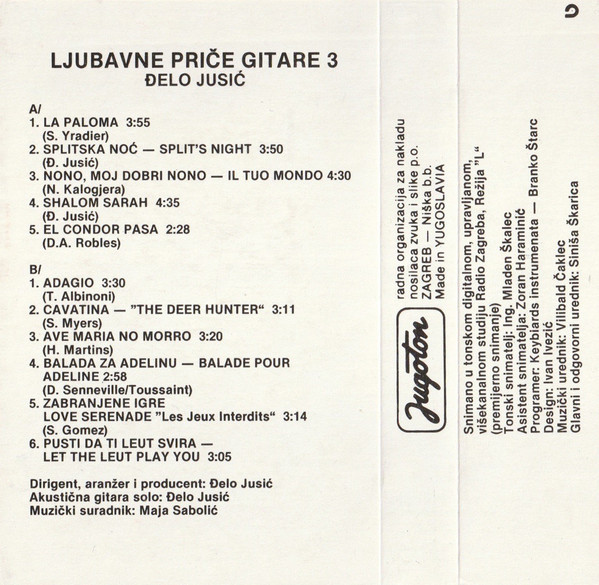 LJUBAVNE PRIČE GITARE 3
ĐELO JUSIĆ
A/
1. LA PALOMA 3:55
(S. Yradier)
2. SPLITSKA NOĆ — SPLIT'S NIGHT 3:50
(Đ. Jusić)
3. NONO, MOJ DOBRI NONO — IL TUO MONDO 4:30
(N. Kalogjera)
4. SHALOM SARAH 4:35
(Đ. Jusić)
5. EL CONDOR PASA 2:28
(D.A. Robles)
B/
1. ADAGIO 3:30
(T. Albinoni)
2. CAVATINA — "THE DEER HUNTER“ 3:11
(S. Myers)
3. AVE MARIA NO MORRO 3:20
(H. Martins)
4. BALADA ZA ADELINU — BALADE POUR
ADELINE 2:58
(D. Senneville/Toussaint)
5. ZABRANJENE IGRE
LOVE SERENADE "Les Jeux Interdits“ 3:14
(S. Gomez)
6. PUSTI DA TI LEUT SVIRA —
LET THE LEUT PLAY YOU 3:05
Dirigent, aranžer i producent: Đelo Jusić
Akustična gitara solo: Đelo Jusić
Muzički suradnik: Maja Sabolić
Jugoton
radna organizacija za nakladu
nosilaca zvuka i slike p.o.
ZAGREB — Niška b.b.
Made in YUGOSLAVIA
Snimano u tonskom digitalnom, upravljanom,
višekanalnom studiju Radio Zagreba, Režija "L“
(premijerno snimanje)
Tonski snimatelj: Ing. Mladen Škalec
Asistent snimatelja: Zoran Haraminić
Programer: Keybiards instrumenata — Branko Štarc
Design: Ivan Ivezić
Muzički urednik: Vilibald Čaklec
Glavni i odgovorni urednik: Siniša Škarica